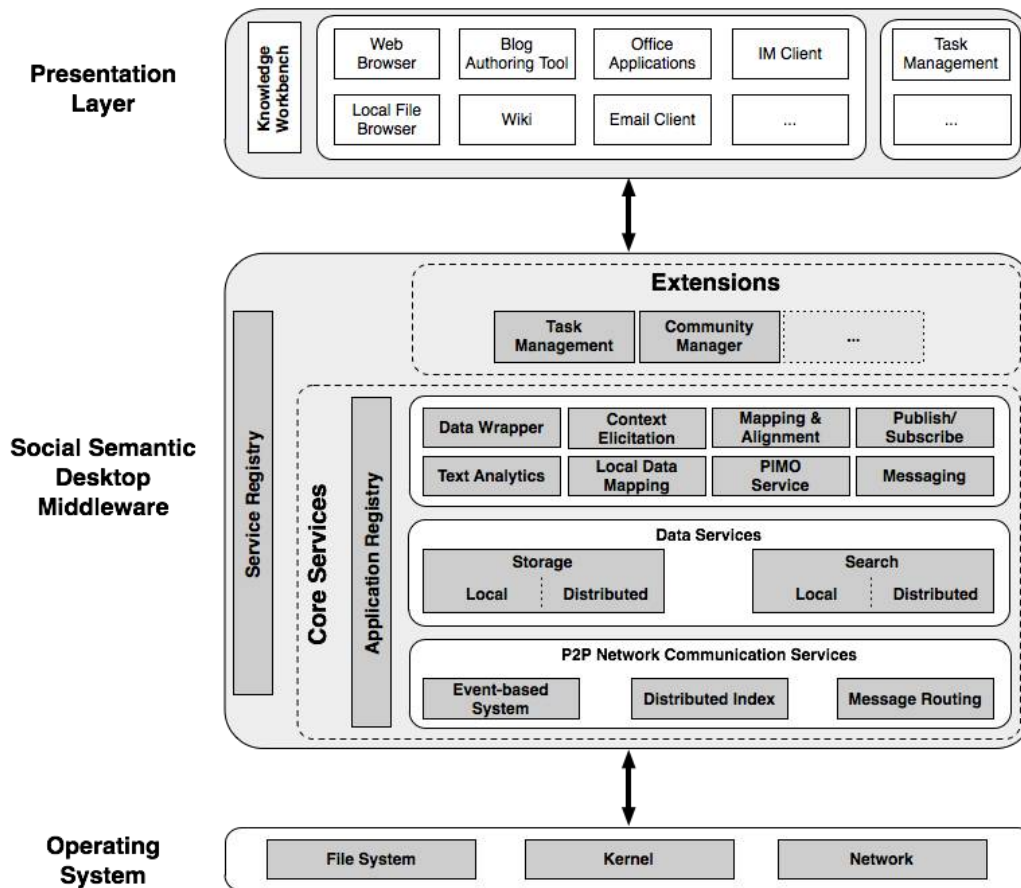 Presentation
Layer
Knowledge
Workbench
Web
Browser
Blog
Authoring Tool
Office
Applications
IM Client
Task
Management
Local File
Browser
Wiki
Email Client
...
...
Social Semantic
Desktop
Middleware
Service Registry
Extensions
Task
Management
Community
Manager
...
Core Services
Application Registry
Data Wrapper
Context
Elicitation
Mapping &
Alignment
Publish/
Subscribe
Text Analytics
Local Data
Mapping
PIMO
Service
Messaging
Data Services
Storage
Local
Distributed
Search
Local
Distributed
P2P Network Communication Services
Event-based
System
Distributed Index
Message Routing
Operating
System
File System
Kernel
Network